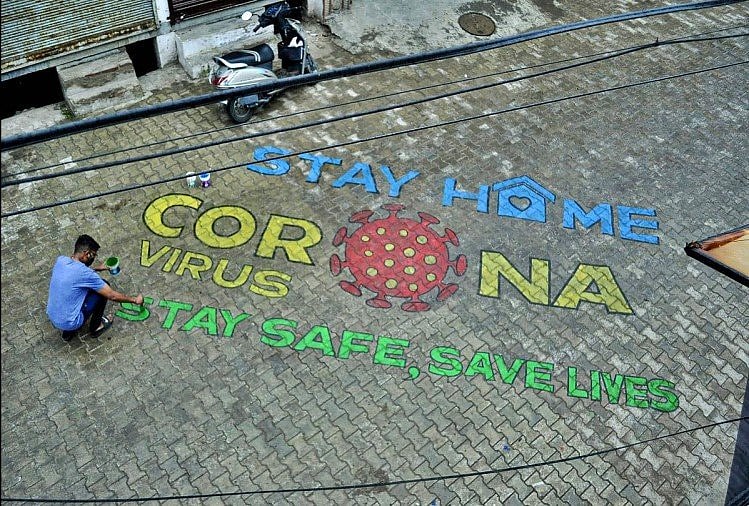 STAY HOME
CORONA
VIRUS
STAY SAFE, SAVE LIVES